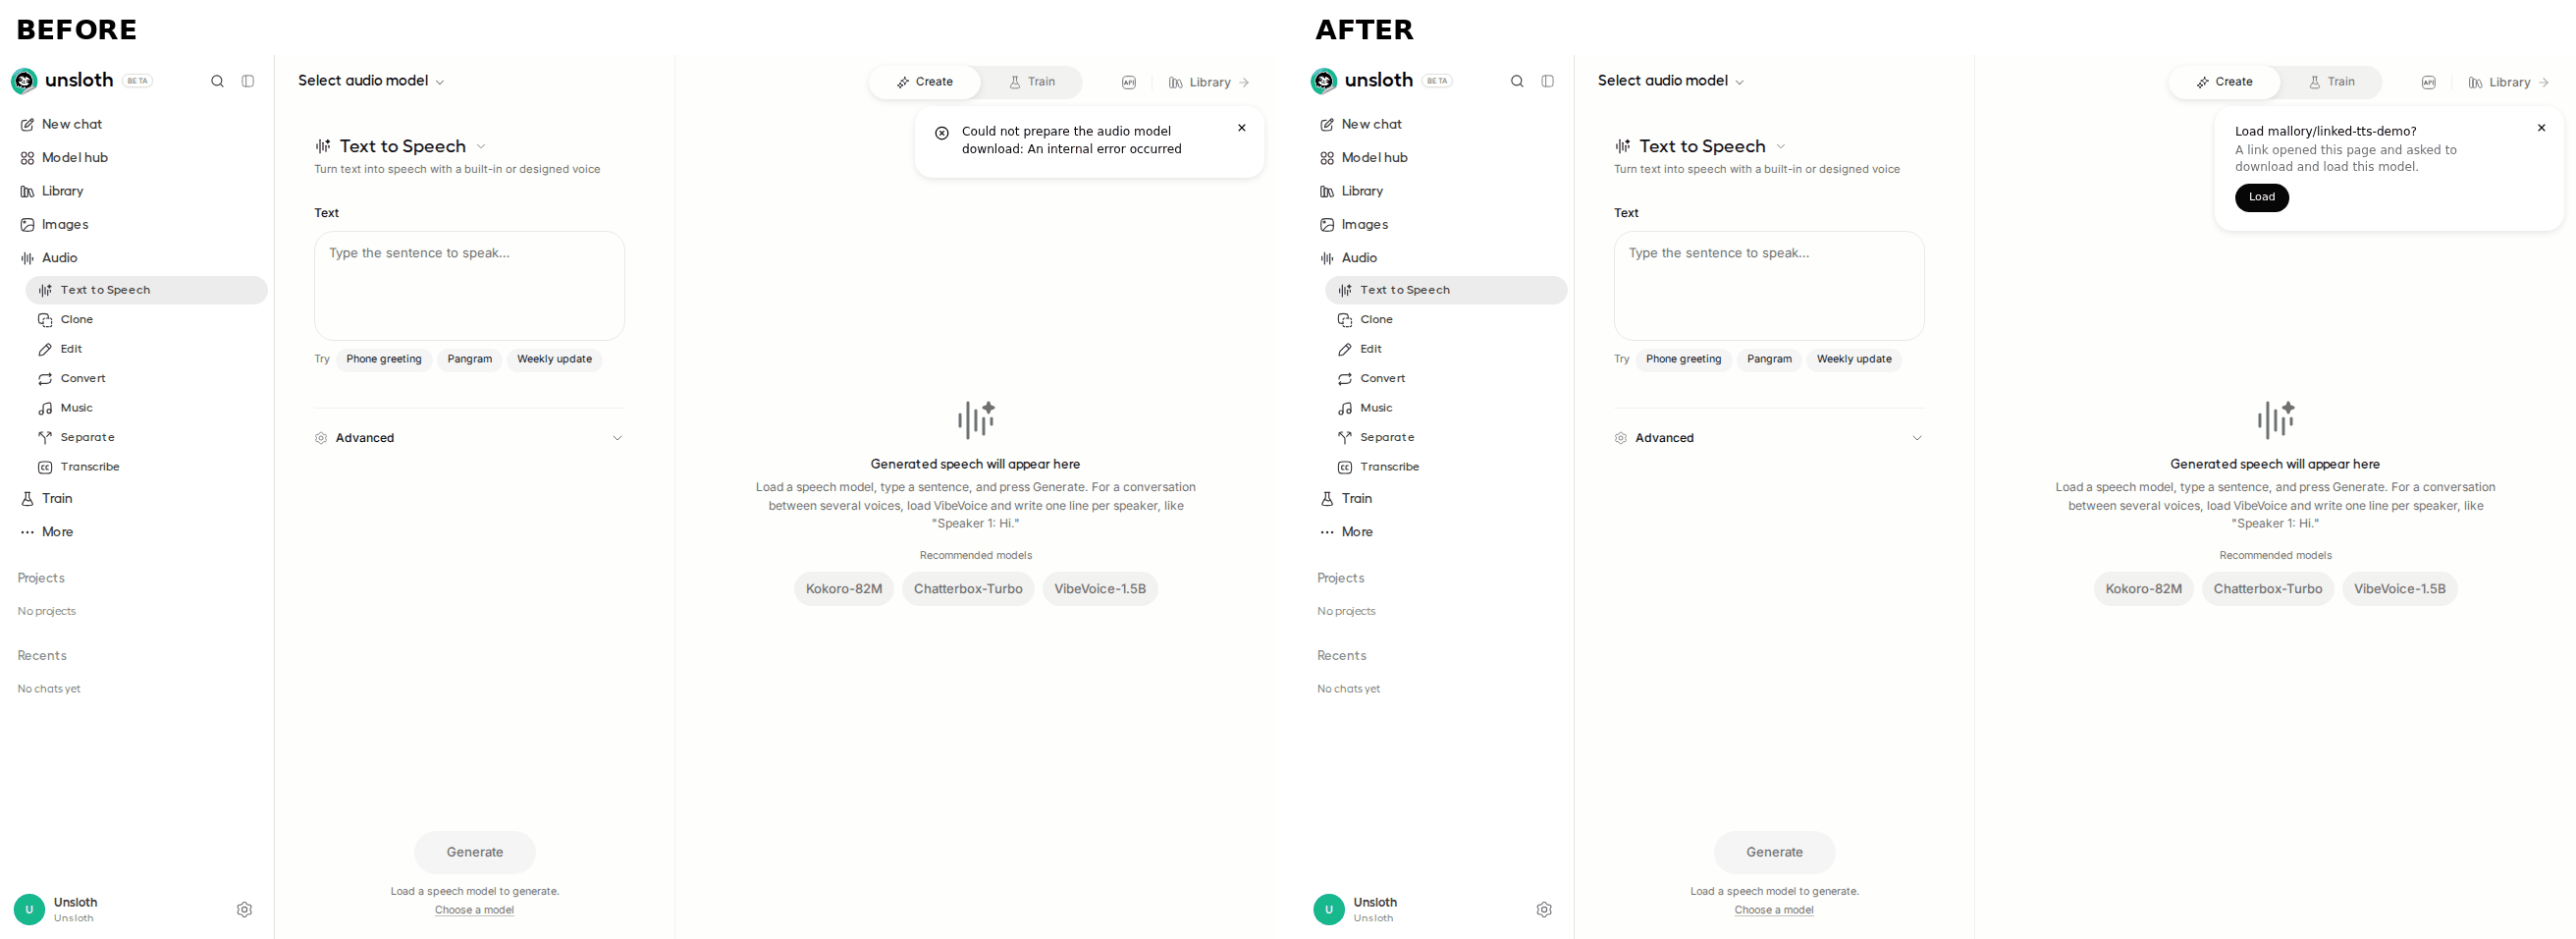 BEFORE
unsloth BETA
New chat
Model hub
Library
Images
Audio
Text to Speech
Clone
Edit
Convert
Music
Separate
Transcribe
Train
More
Projects
No projects
Recents
No chats yet
U
Unsloth
Unsloth
Select audio model
Text to Speech
Turn text into speech with a built-in or designed voice
Text
Type the sentence to speak...
Try Phone greeting Pangram Weekly update
Advanced
Generate
Load a speech model to generate.
Choose a model
Create Train API Library
Could not prepare the audio model
download: An internal error occurred
Generated speech will appear here
Load a speech model, type a sentence, and press Generate. For a conversation
between several voices, load VibeVoice and write one line per speaker, like
"Speaker 1: Hi."
Recommended models
Kokoro-82M Chatterbox-Turbo VibeVoice-1.5B
AFTER
unsloth BETA
New chat
Model hub
Library
Images
Audio
Text to Speech
Clone
Edit
Convert
Music
Separate
CC Transcribe
Train
More
Projects
No projects
Recents
No chats yet
U
Unsloth
Unsloth
Select audio model
Text to Speech
Turn text into speech with a built-in or designed voice
Text
Type the sentence to speak...
Try Phone greeting Pangram Weekly update
Advanced
Generate
Load a speech model to generate.
Choose a model
Create Train API Library
Load mallory/linked-tts-demo?
A link opened this page and asked to
download and load this model.
Load
Generated speech will appear here
Load a speech model, type a sentence, and press Generate. For a conversation
between several voices, load VibeVoice and write one line per speaker, like
"Speaker 1: Hi."
Recommended models
Kokoro-82M Chatterbox-Turbo VibeVoice-1.5B